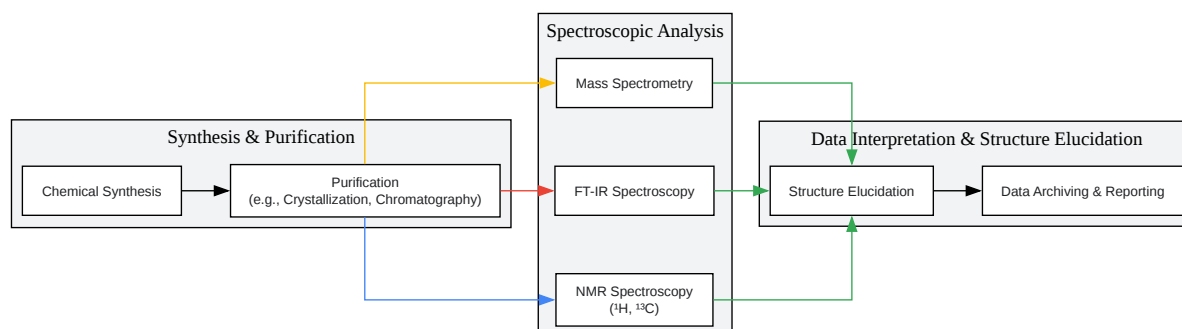 Spectroscopic Analysis
Mass Spectrometry
Synthesis & Purification
Data Interpretation & Structure Elucidation
Chemical Synthesis
Purification
(e.g., Crystallization, Chromatography)
FT-IR Spectroscopy
Structure Elucidation
Data Archiving & Reporting
NMR Spectroscopy
(¹H, ¹³C)